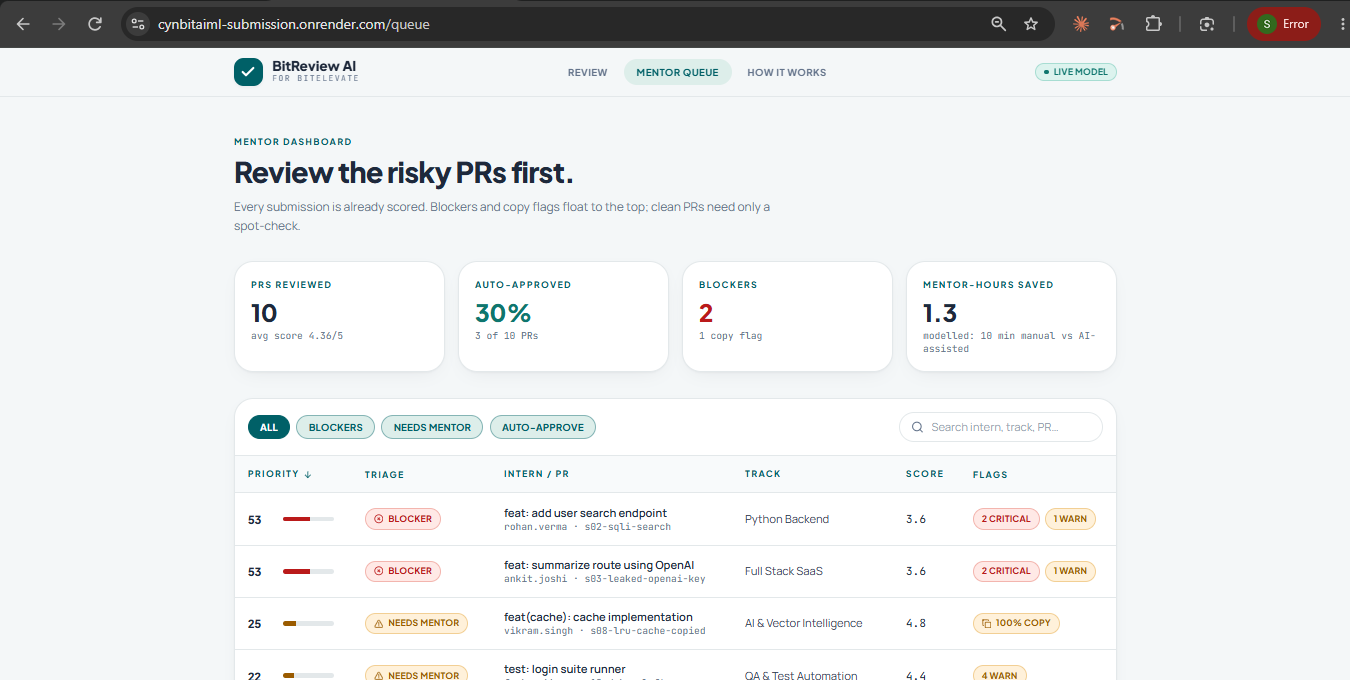 cynbitaiml-submission.onrender.com/queue
S Error
BitReview AI
FOR BITELEVATE
REVIEW
MENTOR QUEUE
HOW IT WORKS
LIVE MODEL
MENTOR DASHBOARD
Review the risky PRs first.
Every submission is already scored. Blockers and copy flags float to the top; clean PRs need only a
spot-check.
PRS REVIEWED
10
avg score 4.36/5
AUTO-APPROVED
30%
3 of 10 PRs
BLOCKERS
2
1 copy flag
MENTOR-HOURS SAVED
1.3
modelled: 10 min manual vs AI-
assisted
ALL BLOCKERS NEEDS MENTOR AUTO-APPROVE
Search intern, track, PR...
PRIORITY ↓ TRIAGE INTERN / PR TRACK SCORE FLAGS
53 BLOCKER feat: add user search endpoint Python Backend 3.6 2 CRITICAL 1 WARN
rohan.verma · s02-sqli-search
53 BLOCKER feat: summarize route using OpenAI Full Stack SaaS 3.6 2 CRITICAL 1 WARN
ankit.joshi · s03-leaked-openai-key
25 NEEDS MENTOR feat(cache): cache implementation AI & Vector Intelligence 4.8 100% COPY
vikram.singh · s08-lru-cache-copied
22 NEEDS MENTOR test: login suite runner QA & Test Automation 4.4 4 WARN